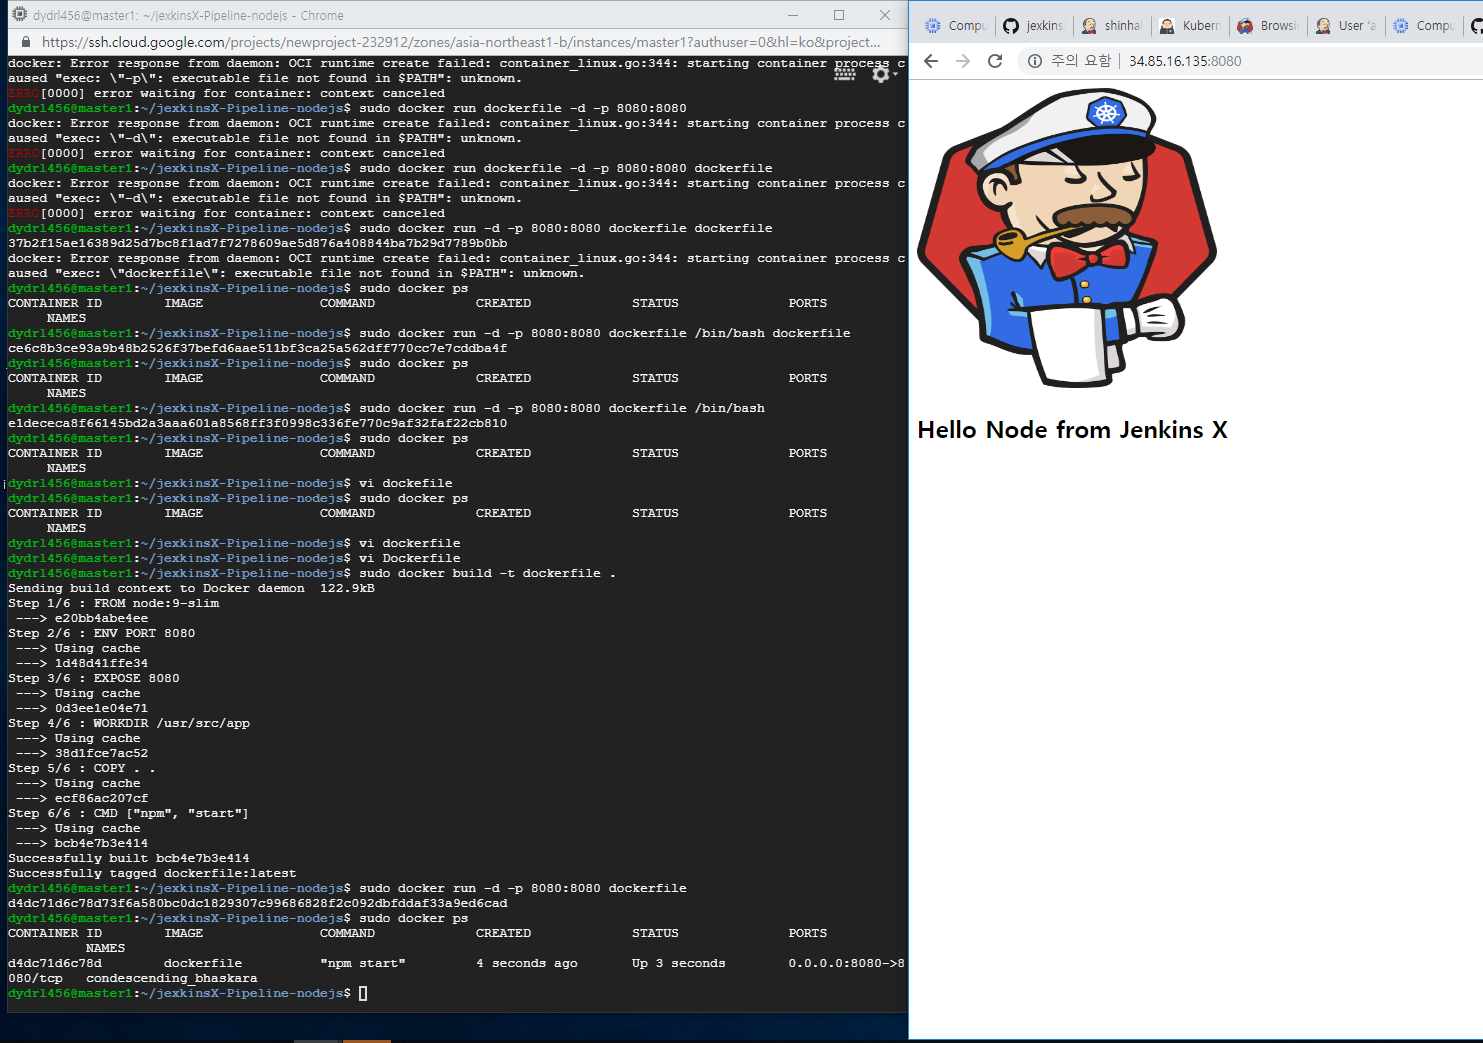 dydrl456@master1: ~/jexkinsX-Pipeline-nodejs - Chrome
https://ssh.cloud.google.com/projects/newproject-232912/zones/asia-northeast1-b/instances/master1?authuser=0&hl=ko&project...
docker: Error response from daemon: OCI runtime create failed: container_linux.go:344: starting container process c
aused "exec: \"-p\": executable file not found in $PATH": unknown.
ERRO[0000] error waiting for container: context canceled
dydrl456@master1:~/jexkinsX-Pipeline-nodejs$ sudo docker run dockerfile -d -p 8080:8080
docker: Error response from daemon: OCI runtime create failed: container_linux.go:344: starting container process c
aused "exec: \"-d\": executable file not found in $PATH": unknown.
ERRO[0000] error waiting for container: context canceled
dydrl456@master1:~/jexkinsX-Pipeline-nodejs$ sudo docker run dockerfile -d -p 8080:8080 dockerfile
docker: Error response from daemon: OCI runtime create failed: container_linux.go:344: starting container process c
aused "exec: \"-d\": executable file not found in $PATH": unknown.
ERRO[0000] error waiting for container: context canceled
dydrl456@master1:~/jexkinsX-Pipeline-nodejs$ sudo docker run -d -p 8080:8080 dockerfile dockerfile
37b2f15ae16389d25d7bc8f1ad7f7278609ae5d876a408844ba7b29d7789b0bb
docker: Error response from daemon: OCI runtime create failed: container_linux.go:344: starting container process c
aused "exec: \"dockerfile\": executable file not found in $PATH": unknown.
dydrl456@master1:~/jexkinsX-Pipeline-nodejs$ sudo docker ps
CONTAINER ID IMAGE COMMAND CREATED STATUS PORTS
NAMES
dydrl456@master1:~/jexkinsX-Pipeline-nodejs$ sudo docker run -d -p 8080:8080 dockerfile /bin/bash dockerfile
ce6c8b3ce93a9b48b2526f37befd6aae511bf3ca25a562dff770cc7e7cddba4f
dydrl456@master1:~/jexkinsX-Pipeline-nodejs$ sudo docker ps
CONTAINER ID IMAGE COMMAND CREATED STATUS PORTS
NAMES
dydrl456@master1:~/jexkinsX-Pipeline-nodejs$ sudo docker run -d -p 8080:8080 dockerfile /bin/bash
e1dececa8f66145bd2a3aaa601a8568ff3f0998c336fe770c9af32faf22cb810
dydrl456@master1:~/jexkinsX-Pipeline-nodejs$ sudo docker ps
CONTAINER ID IMAGE COMMAND CREATED STATUS PORTS
NAMES
dydrl456@master1:~/jexkinsX-Pipeline-nodejs$ vi dockefile
dydrl456@master1:~/jexkinsX-Pipeline-nodejs$ sudo docker ps
CONTAINER ID IMAGE COMMAND CREATED STATUS PORTS
NAMES
dydrl456@master1:~/jexkinsX-Pipeline-nodejs$ vi dockerfile
dydrl456@master1:~/jexkinsX-Pipeline-nodejs$ vi Dockerfile
dydrl456@master1:~/jexkinsX-Pipeline-nodejs$ sudo docker build -t dockerfile .
Sending build context to Docker daemon 122.9kB
Step 1/6 : FROM node:9-slim
---> e20bb4abe4ee
Step 2/6 : ENV PORT 8080
---> Using cache
---> 1d48d41ffe34
Step 3/6 : EXPOSE 8080
---> Using cache
---> 0d3ee1e04e71
Step 4/6 : WORKDIR /usr/src/app
---> Using cache
---> 38d1fce7ac52
Step 5/6 : COPY . .
---> Using cache
---> ecf86ac207cf
Step 6/6 : CMD ["npm", "start"]
---> Using cache
---> bcb4e7b3e414
Successfully built bcb4e7b3e414
Successfully tagged dockerfile:latest
dydrl456@master1:~/jexkinsX-Pipeline-nodejs$ sudo docker run -d -p 8080:8080 dockerfile
d4dc71d6c78d73f6a580bc0dc1829307c99686828f2c092dbfddaf33a9ed6cad
dydrl456@master1:~/jexkinsX-Pipeline-nodejs$ sudo docker ps
CONTAINER ID IMAGE COMMAND CREATED STATUS PORTS
NAMES
d4dc71d6c78d dockerfile "npm start" 4 seconds ago Up 3 seconds 0.0.0.0:8080->8
080/tcp condescending_bhaskara
dydrl456@master1:~/jexkinsX-Pipeline-nodejs$
Compu jexkins shinha Kubern Browsi User 'a Compu
주의 요함 34.85.16.135:8080
Hello Node from Jenkins X